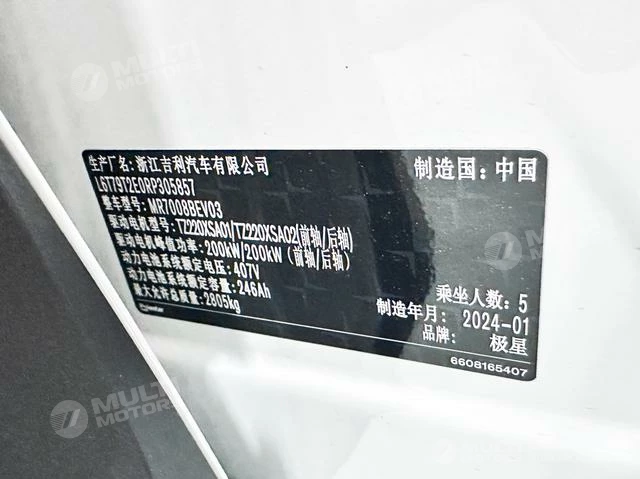 生产厂名: 浙江吉利汽车有限公司
制造国: 中国
L6T79T2E0RP305857
整车型号: MR7008BEV03
驱动电机型号: TZ220XSA01/TZ220XSA02(前轴/后轴)
驱动电机峰值功率: 200kW/200kW (前轴/后轴)
动力电池系统额定电压: 407V
动力电池系统额定容量: 246Ah
最大允许总质量: 2805kg
乘坐人数: 5
制造年月: 2024-01
品牌: 极星
6608165407
MULTI MOTORS
MULTI MOTORS